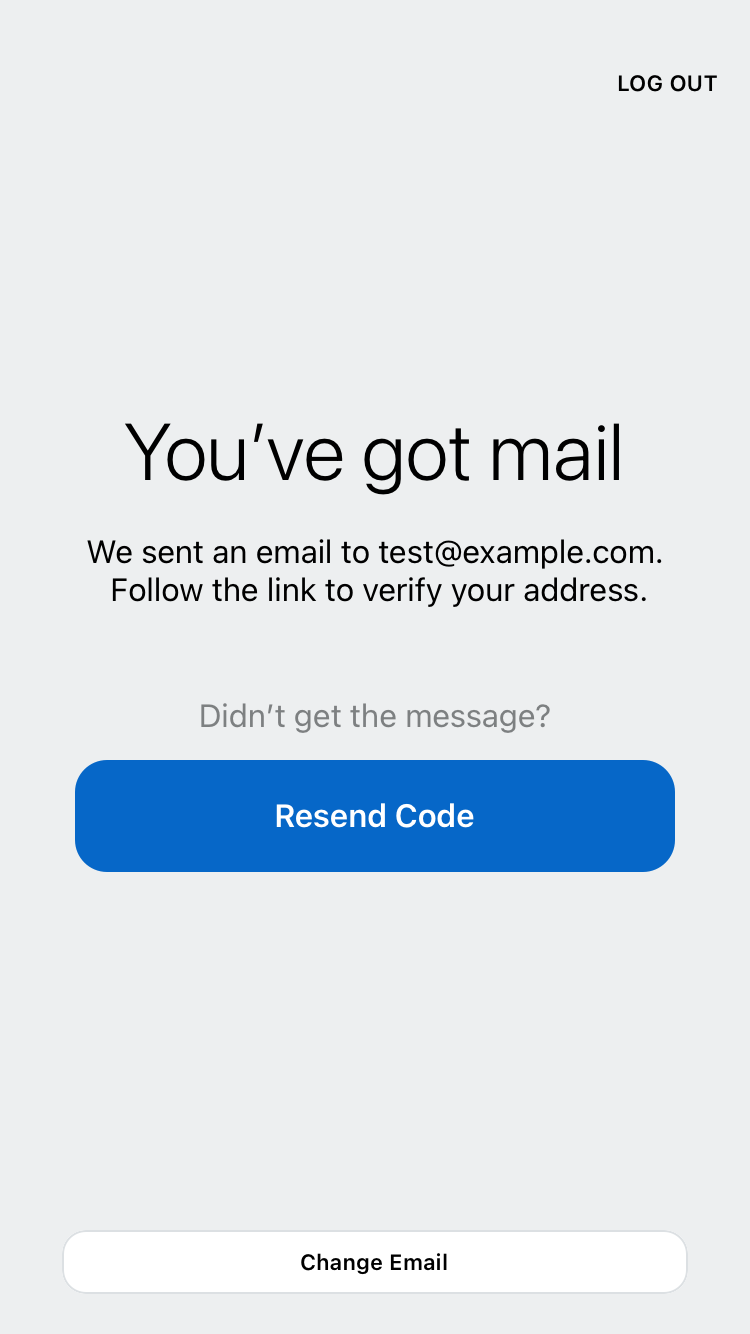 LOG OUT
You’ve got mail
We sent an email to test@example.com.
Follow the link to verify your address.
Didn’t get the message?
Resend Code
Change Email